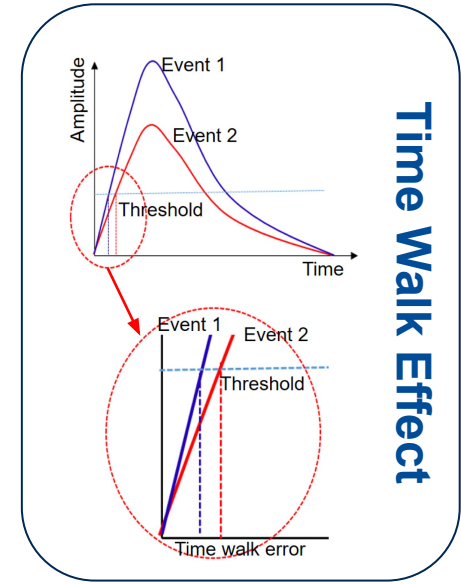 Amplitude
Event 1
Event 2
Threshold
Time
Event 1
Event 2
Threshold
Time walk error
Time Walk Effect